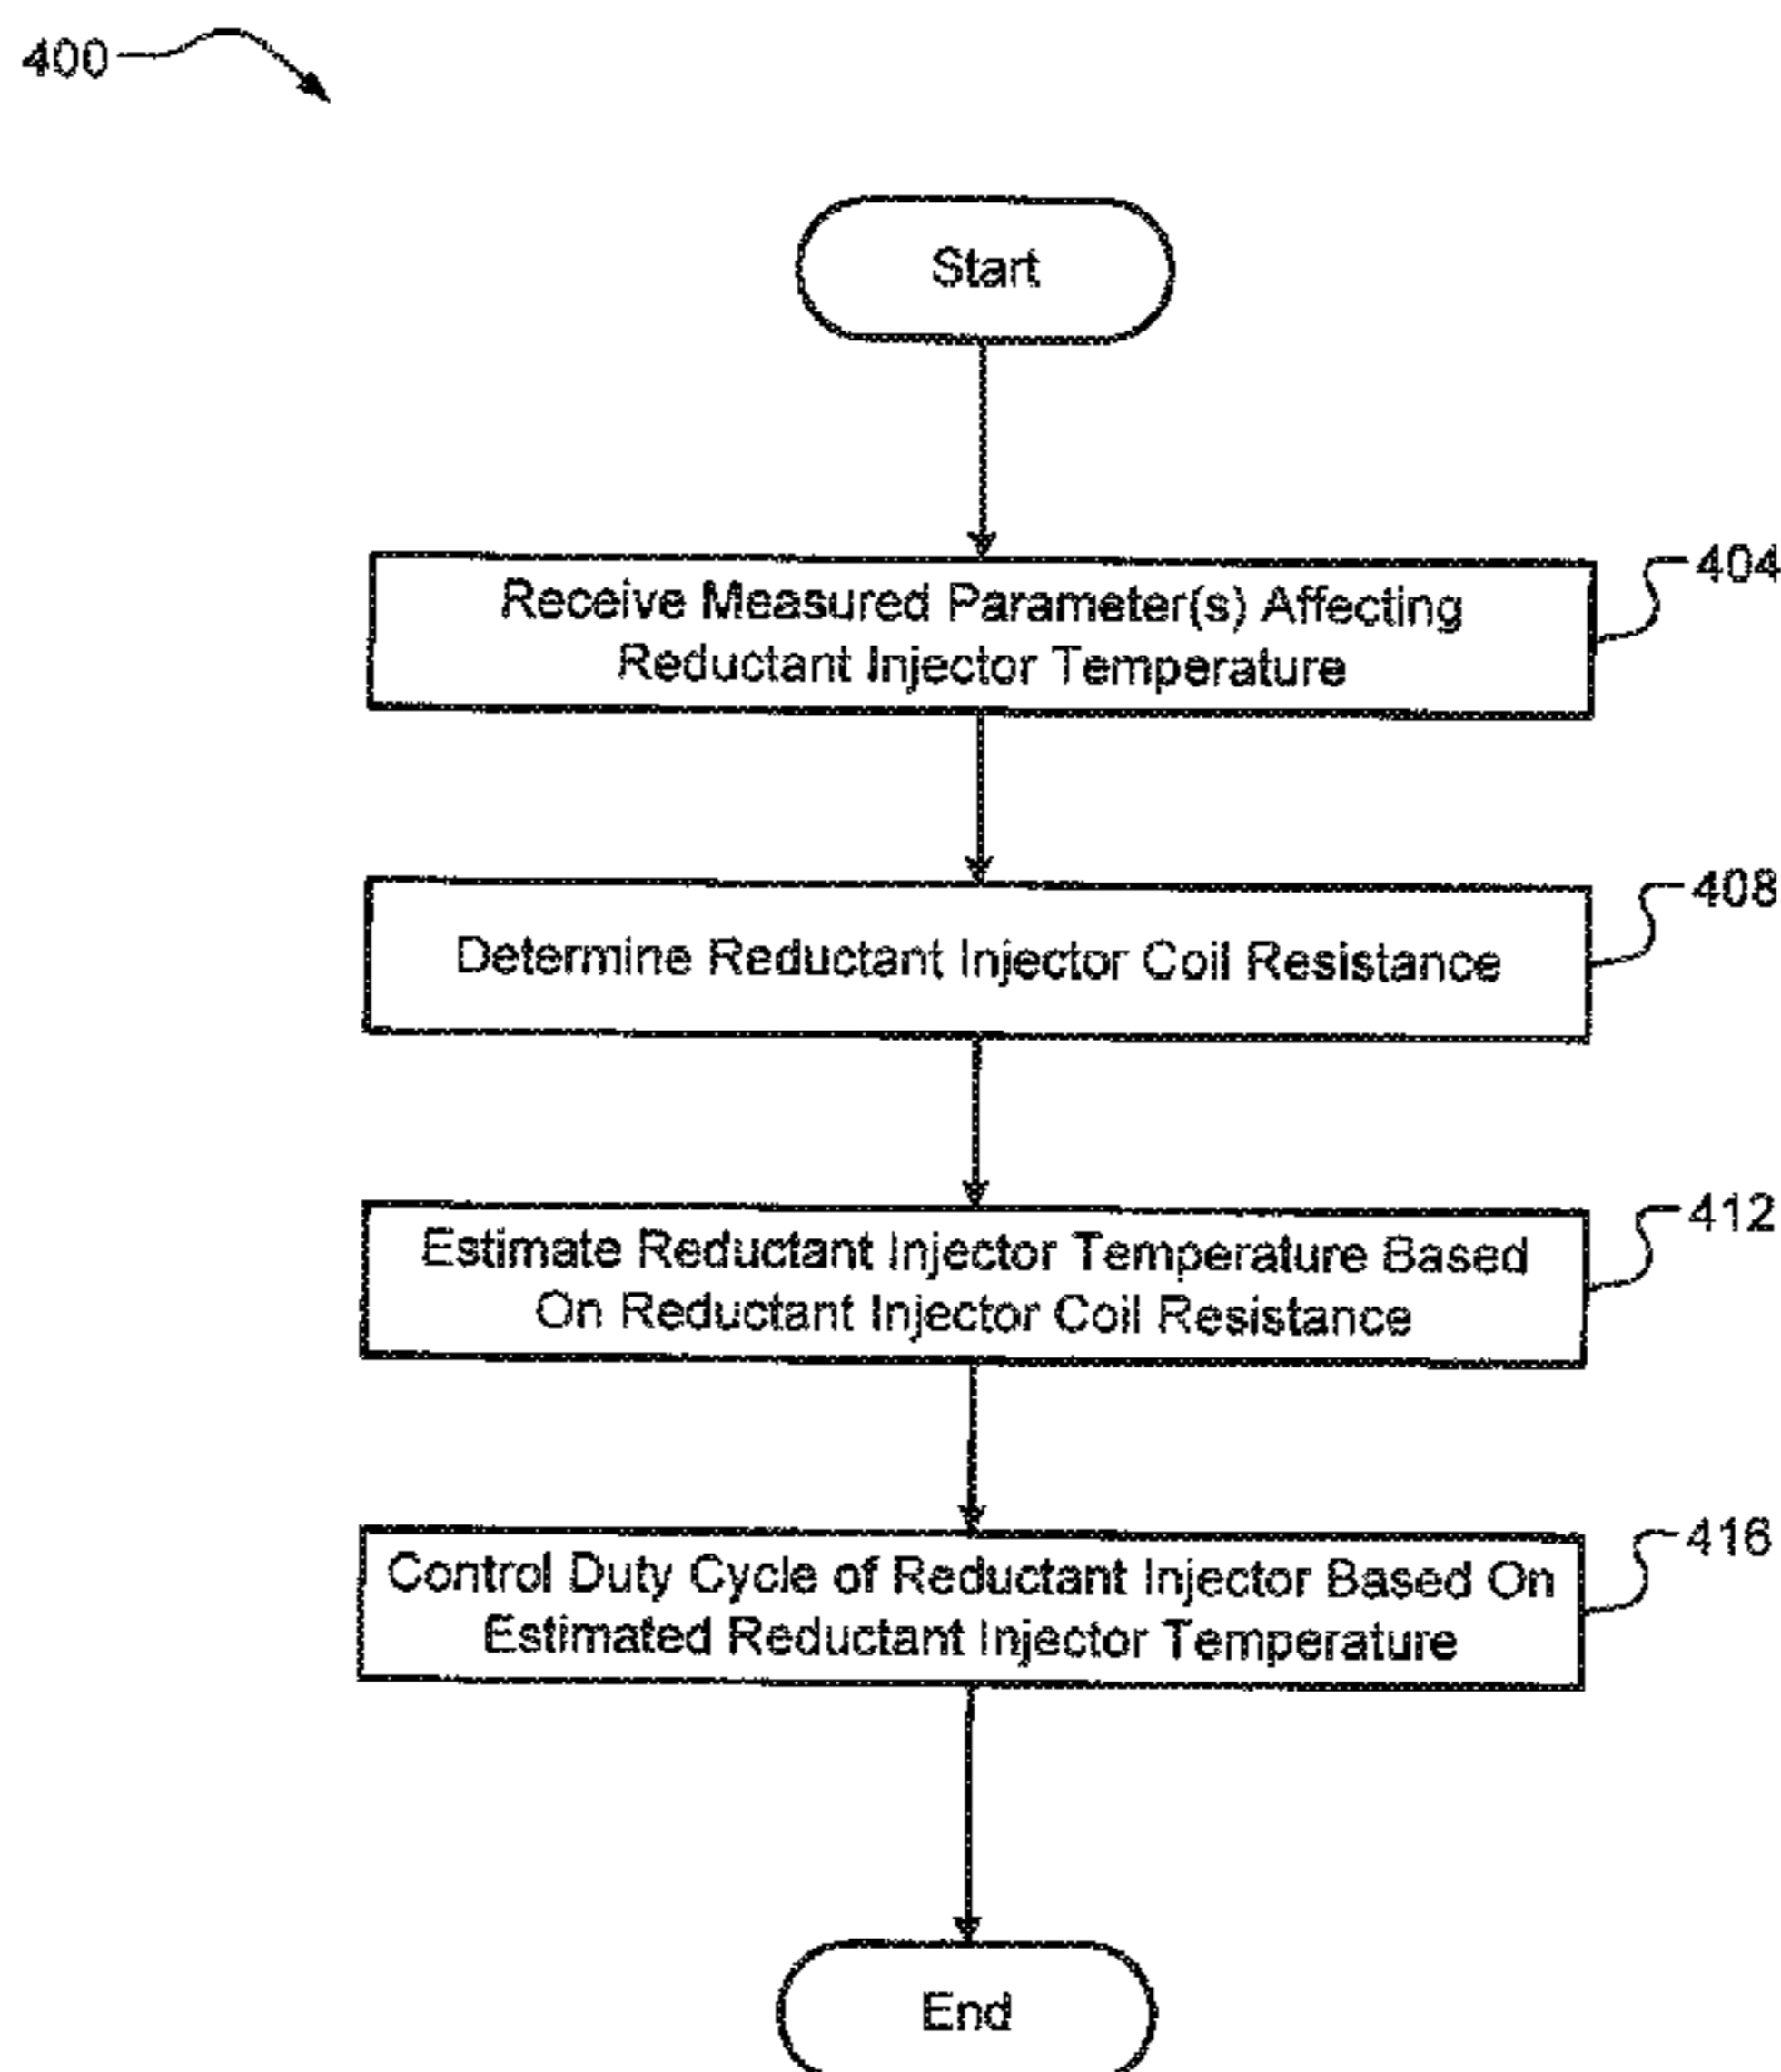 400
Start
Receive Measured Parameter(s) Affecting
Reductant Injector Temperature
404
Determine Reductant Injector Coil Resistance
408
Estimate Reductant Injector Temperature Based
On Reductant Injector Coil Resistance
412
Control Duty Cycle of Reductant Injector Based On
Estimated Reductant Injector Temperature
416
End